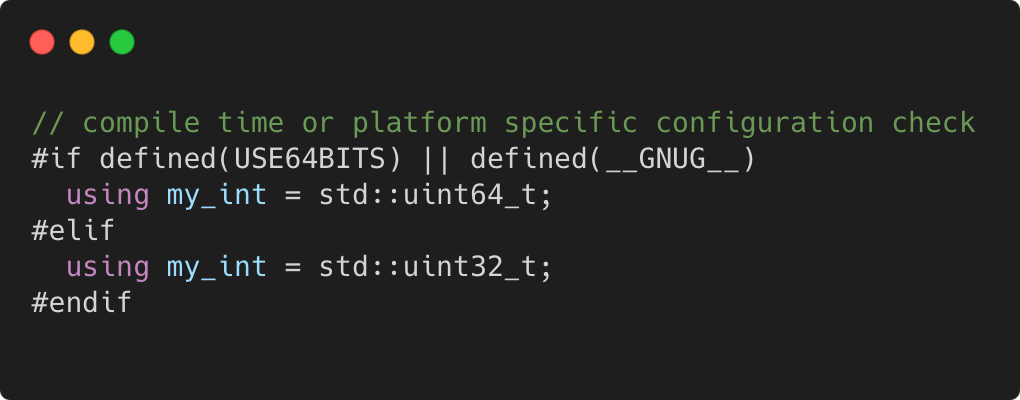 // compile time or platform specific configuration check
#if defined(USE64BITS) || defined(__GNUG__)
  using my_int = std::uint64_t;
#elif
  using my_int = std::uint32_t;
#endif